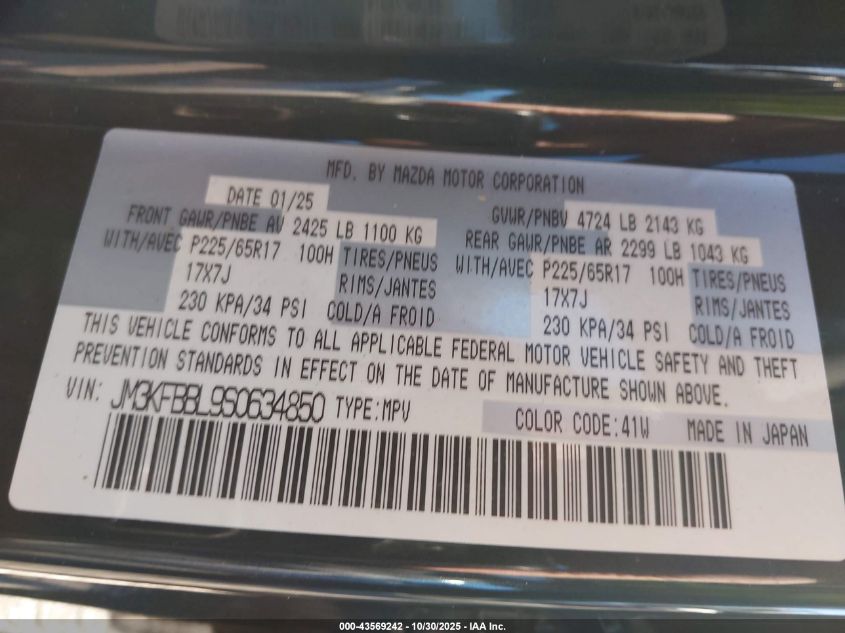 MFD. BY MAZDA MOTOR CORPORATION
DATE 01/25
FRONT GAWR/PNBE AV 2425 LB 1100 KG
GVWR/PNBV 4724 LB 2143 KG
WITH/AVEC P225/65R17 100H TIRES/PNEUS
REAR GAWR/PNBE AR 2299 LB 1043 KG
17X7J RIMS/JANTES
WITH/AVEC P225/65R17 100H TIRES/PNEUS
230 KPA/34 PSI COLD/A FROID
17X7J RIMS/JANTES
230 KPA/34 PSI COLD/A FROID
THIS VEHICLE CONFORMS TO ALL APPLICABLE FEDERAL MOTOR VEHICLE SAFETY AND THEFT
PREVENTION STANDARDS IN EFFECT ON THE DATE OF MANUFACTURE SHOWN ABOVE.
VIN: JM3KFBBL9S0634850 TYPE:MPV
COLOR CODE:41W MADE IN JAPAN
000-43569242 - 10/30/2025 - IAA Inc.